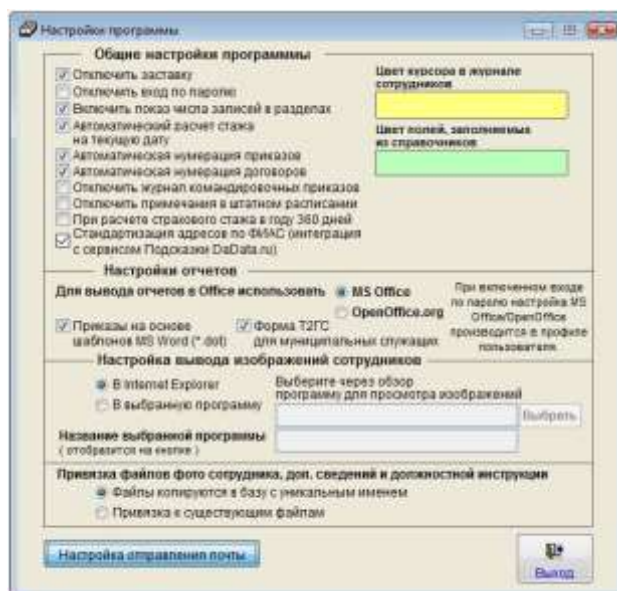 Настройки программы
Общие настройки программмы
Отключить заставку
Отключить вход по паролю
Включить показ числа записей в разделах
Автоматический расчет стажа
на текущую дату
Автоматическая нумерация приказов
Автоматическая нумерация договоров
Отключить журнал командировочных приказов
Отключить примечания в штатном расписании
При расчете страхового стажа в году 360 дней
Стандартизация адресов по ФИАС (интеграция
с сервисом Подсказки DaData.ru)
Цвет курсора в журнале
сотрудников
Цвет полей, заполняемых
из справочников
Настройки отчетов
Для вывода отчетов в Office использовать
MS Office
OpenOffice.org
При включенном входе
по паролю настройка MS
Office/OpenOffice
производится в профиле
пользователя
Приказы на основе
шаблонов MS Word (*.dot)
Форма Т2ГС
для муниципальных служащих
Настройка вывода изображений сотрудников
В Internet Explorer
В выбранную программу
Выберите через обзор
программу для просмотра изображений
Выбрать
Название выбранной программы
( отобразится на кнопке )
Привязка файлов фото сотрудника, доп. сведений и должностной инструкции
Файлы копируются в базу с уникальным именем
Привязка к существующим файлам
Настройка отправления почты
Выход